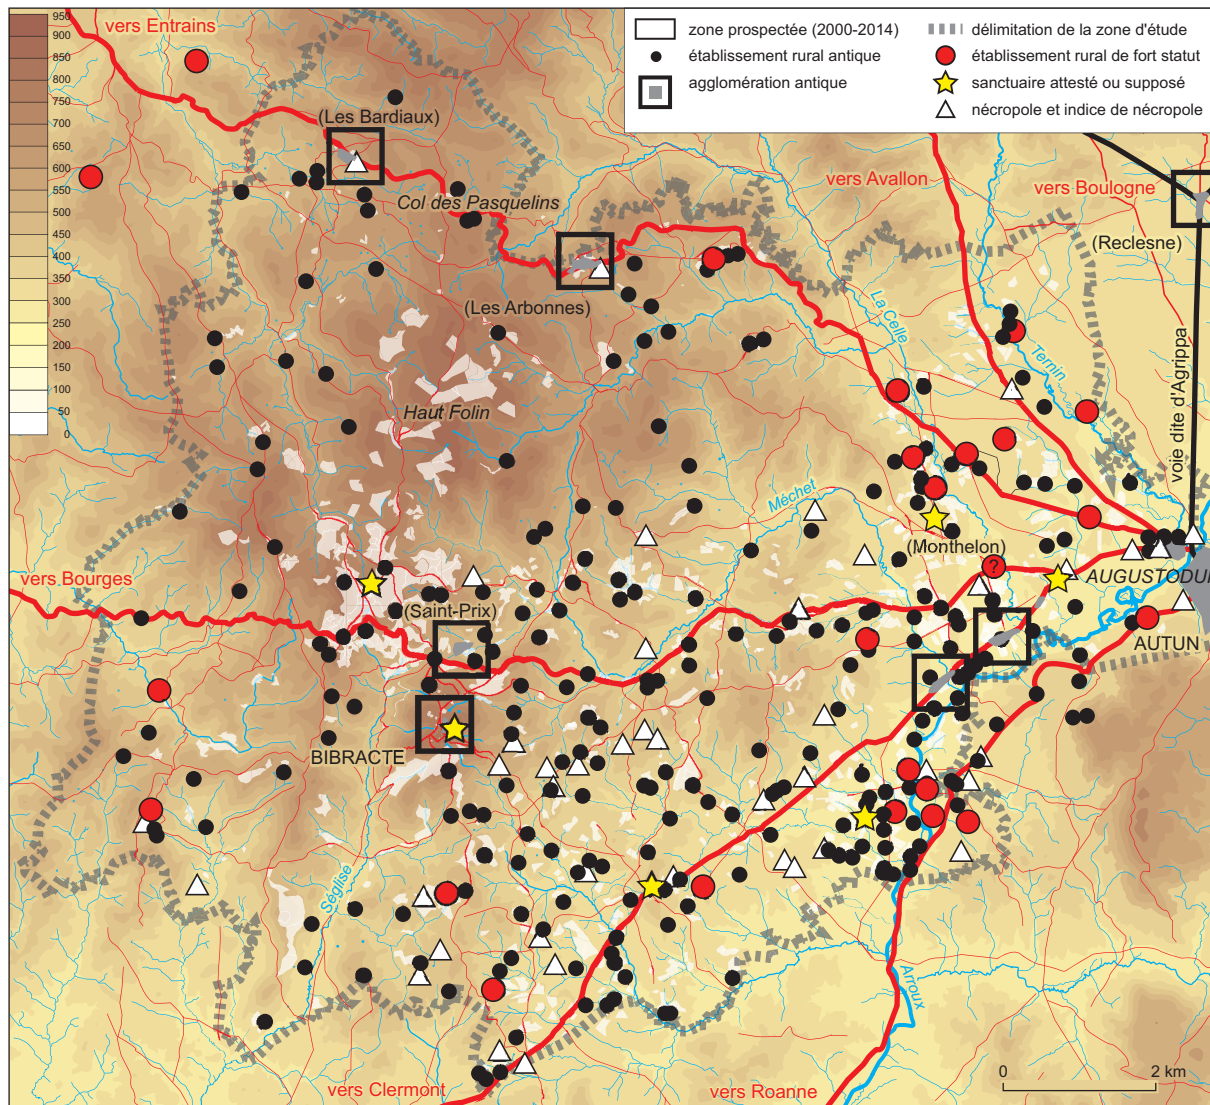 950
900
850
800
750
700
650
600
550
500
450
400
350
300
250
200
150
100
50
0
zone prospectée (2000-2014)
établissement rural antique
agglomération antique
délimitation de la zone d'étude
établissement rural de fort statut
sanctuaire attesté ou supposé
nécropole et indice de nécropole
vers Entrains
(Les Bardiaux)
Col des Pasquelins
vers Avallon
vers Boulogne
(Reclesne)
(Les Arbonnes)
La Celle
Ternin
voie dite d'Agrippa
Haut Folin
Méchet
(Monthelon)
?
vers Bourges
(Saint-Prix)
AUGUSTODU
AUTUN
BIBRACTE
Séglise
Arroux
vers Clermont
vers Roanne
0
2 km